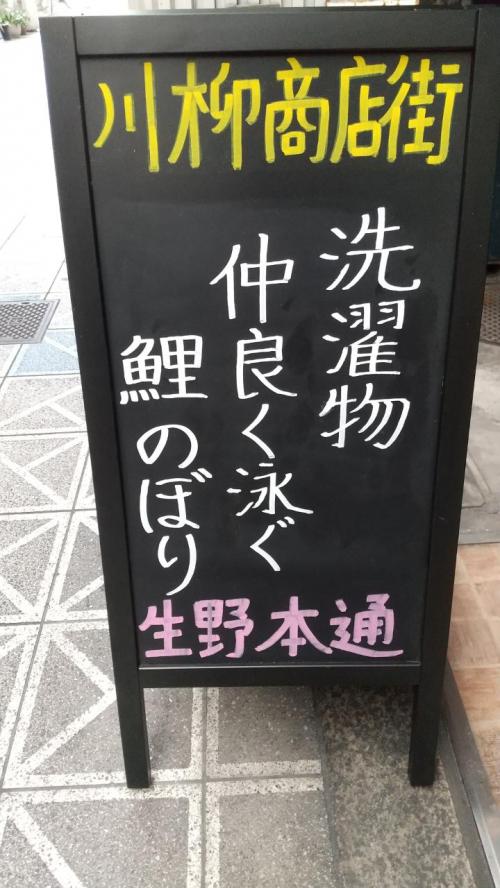 川柳商店街
洗濯物
仲良く泳ぐ
鯉のぼり
生野本通